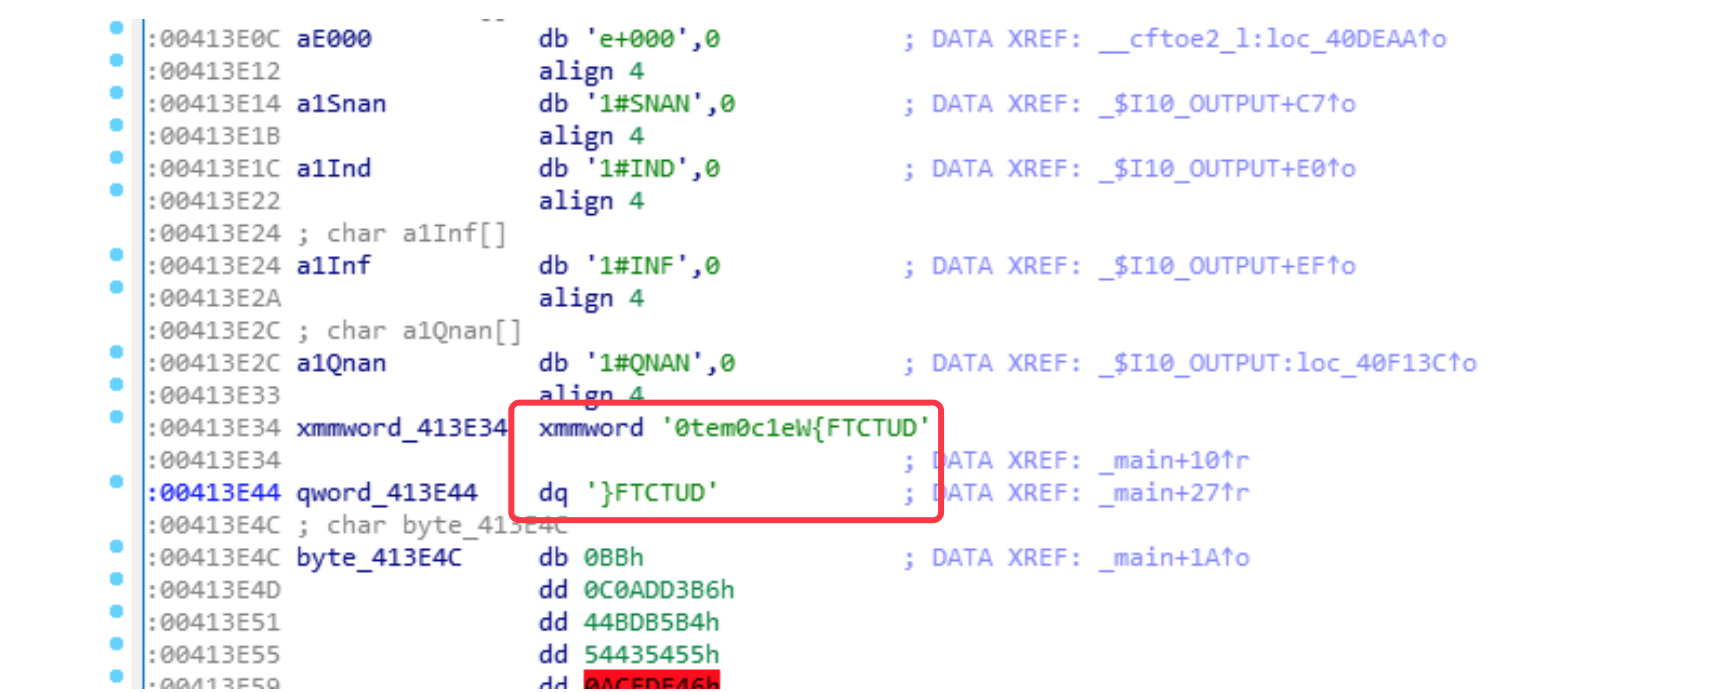 :00413E0C aE000 db 'e+000',0 ; DATA XREF: __cftoe2_l:loc_40DEAA↑o
:00413E12 align 4
:00413E14 a1Snan db '1#SNAN',0 ; DATA XREF: _$I10_OUTPUT+C7↑o
:00413E1B align 4
:00413E1C a1Ind db '1#IND',0 ; DATA XREF: _$I10_OUTPUT+E0↑o
:00413E22 align 4
:00413E24 ; char a1Inf[]
:00413E24 a1Inf db '1#INF',0 ; DATA XREF: _$I10_OUTPUT+EF↑o
:00413E2A align 4
:00413E2C ; char a1Qnan[]
:00413E2C a1Qnan db '1#QNAN',0 ; DATA XREF: _$I10_OUTPUT:loc_40F13C↑o
:00413E33 align 4
:00413E34 xmmword_413E34 xmmword '0tem0c1eW{FTCTUD'
:00413E34 ; DATA XREF: _main+10↑r
:00413E44 qword_413E44 dq '}FTCTUD' ; DATA XREF: _main+27↑r
:00413E4C ; char byte_413E4C
:00413E4C byte_413E4C db 0BBh ; DATA XREF: _main+1A↑o
:00413E4D dd 0C0ADD3B6h
:00413E51 dd 44BDB5B4h
:00413E55 dd 54435455h
:00413E59 dd 0ACFDE46h